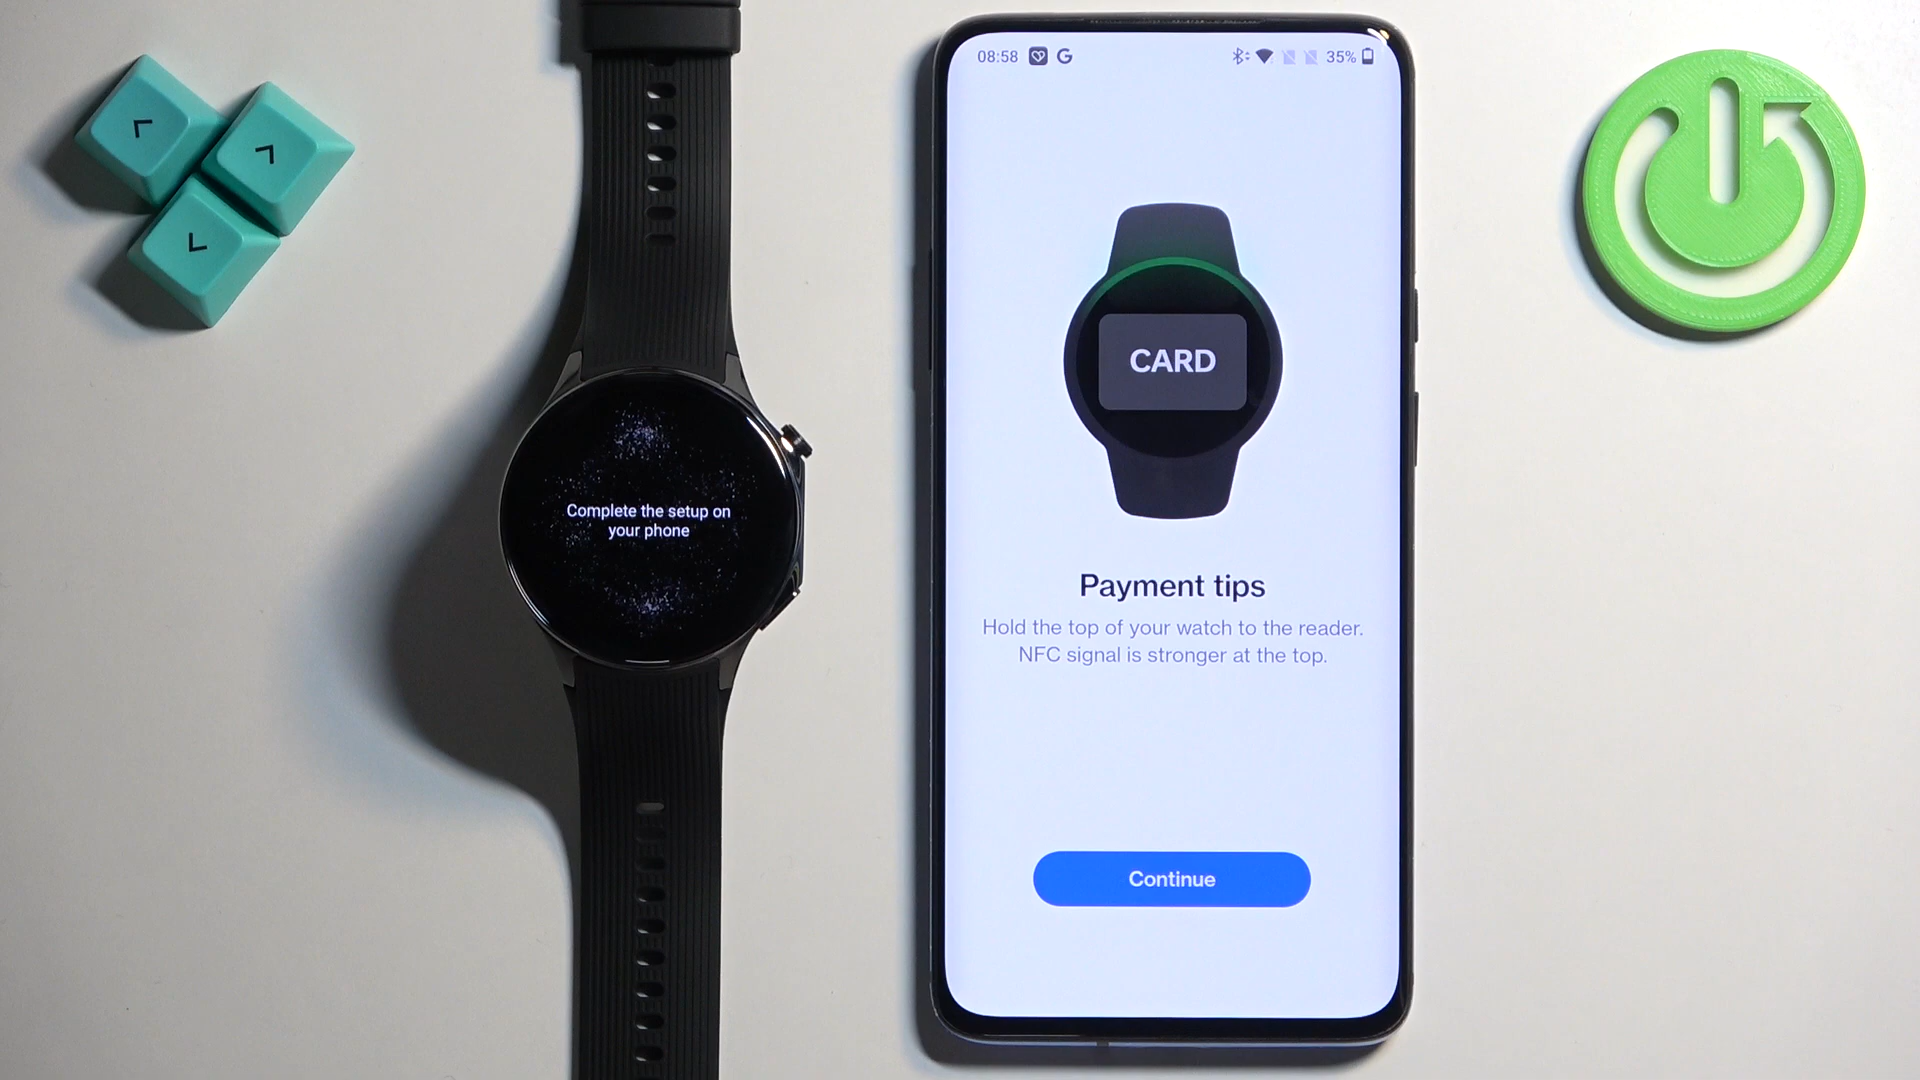 Complete the setup on
your phone
08:58
35%
CARD
Payment tips
Hold the top of your watch to the reader.
NFC signal is stronger at the top.
Continue